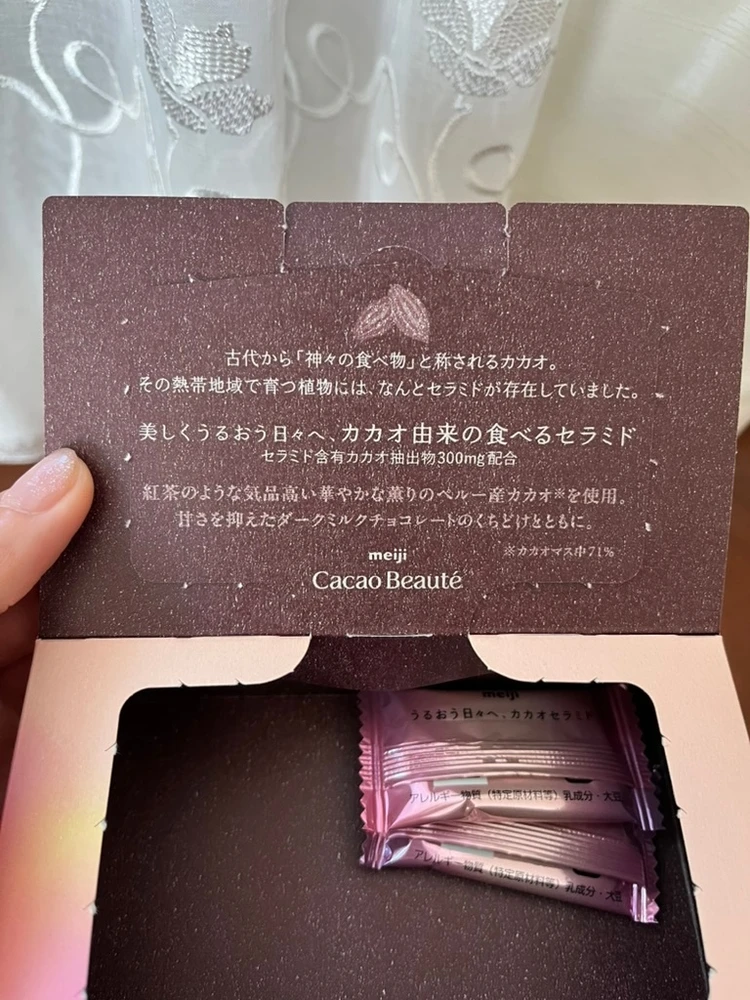 古代から「神々の食べ物」と称されるカカオ。
その熱帯地域で育つ植物には、なんとセラミドが存在していました。
美しくうるおう日々へ、カカオ由来の食べるセラミド
セラミド含有カカオ抽出物300mg配合
紅茶のような気品高い華やかな薫りのペルー産カカオ※を使用。
甘さを抑えたダークミルクチョコレートのくちどけとともに。
※カカオマス中71%
meiji
Cacao Beauté
meiji
うるおう日々へ、カカオセラミド
アレルギー物質(特定原材料等)乳成分・大豆
アレルギー物質(特定原材料等)乳成分・大豆